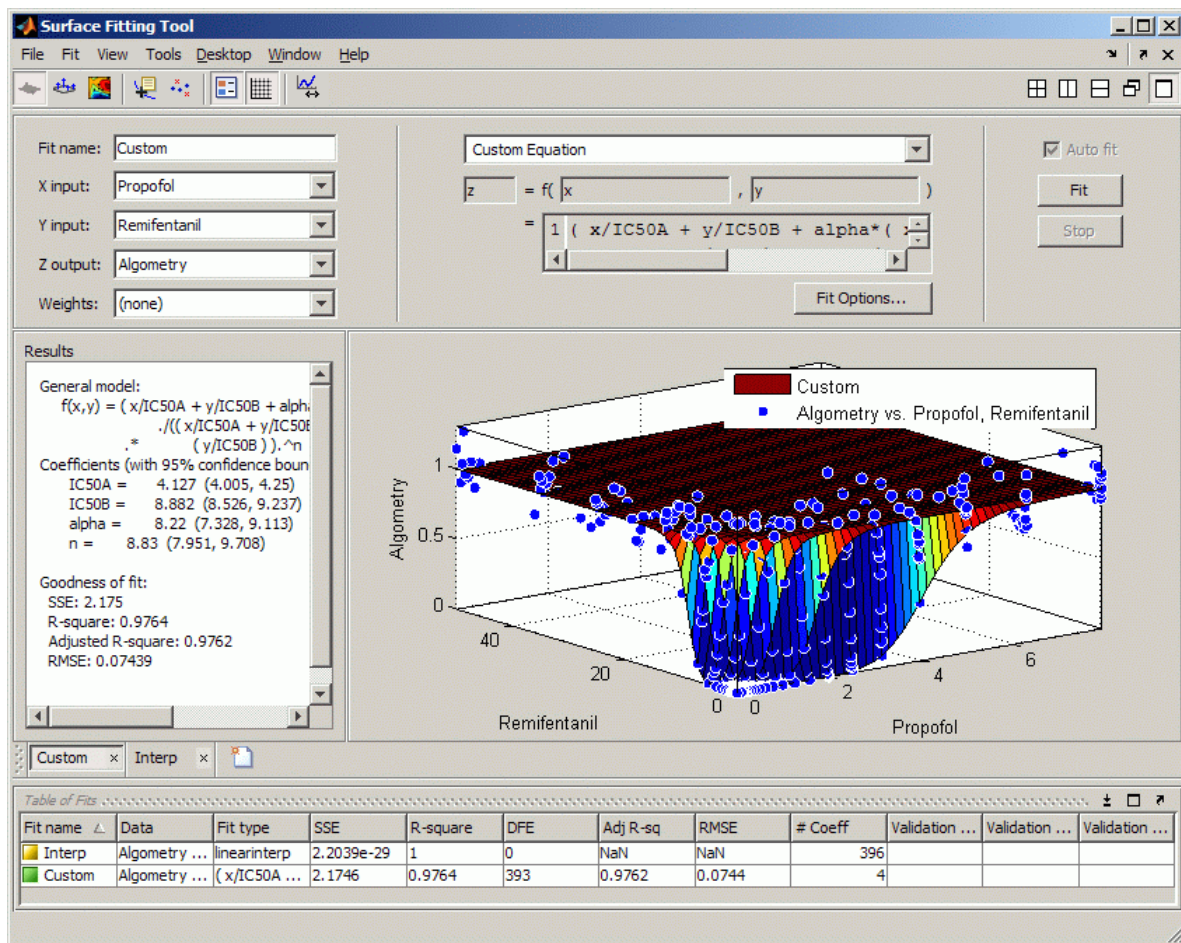 Surface Fitting Tool
File Fit View Tools Desktop Window Help
Fit name: Custom
X input: Propofol
Y input: Remifentanil
Z output: Algometry
Weights: (none)
Custom Equation
z = f( x , y )
= 1 ( x/IC50A + y/IC50B + alpha*( x
Fit Options...
Auto fit
Fit
Stop
Results
General model:
f(x,y) = ( x/IC50A + y/IC50B + alpha
./(( x/IC50A + y/IC50B
.* ( y/IC50B ) ).^n
Coefficients (with 95% confidence boun
IC50A = 4.127 (4.005, 4.25)
IC50B = 8.882 (8.526, 9.237)
alpha = 8.22 (7.328, 9.113)
n = 8.83 (7.951, 9.708)
Goodness of fit:
SSE: 2.175
R-square: 0.9764
Adjusted R-square: 0.9762
RMSE: 0.07439
Custom
Algometry vs. Propofol, Remifentanil
Algometry
1
0.5
0
40
20
0
Remifentanil
0
2
4
6
Propofol
Custom × Interp ×
Table of Fits
Fit name Data Fit type SSE R-square DFE Adj R-sq RMSE # Coeff Validation ... Validation ... Validation ...
Interp Algometry ... linearinterp 2.2039e-29 1 0 NaN NaN 396
Custom Algometry ... ( x/IC50A ... 2.1746 0.9764 393 0.9762 0.0744 4